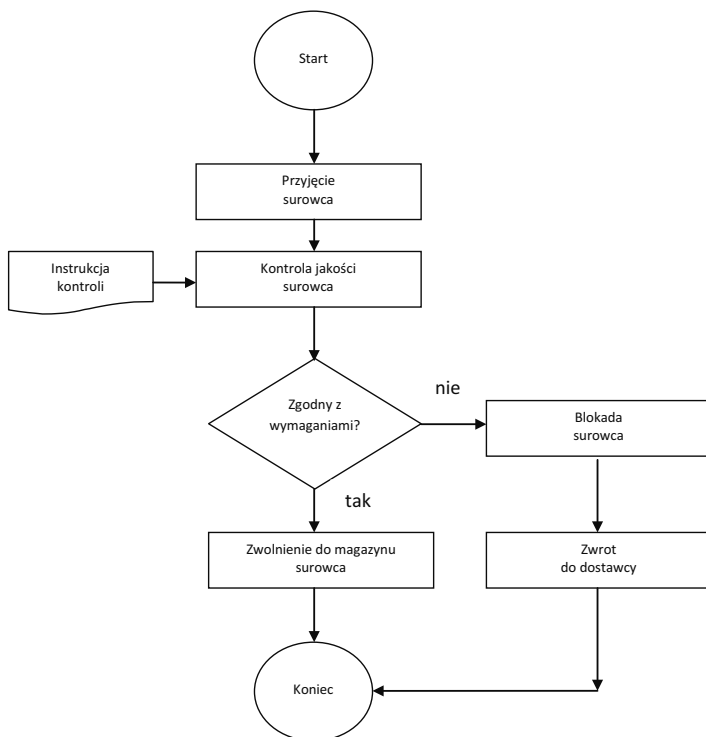 Start
Przyjęcie
surowca
Instrukcja
kontroli
Kontrola jakości
surowca
Zgodny z
wymaganiami?
nie
Blokada
surowca
tak
Zwolnienie do magazynu
surowca
Zwrot
do dostawcy
Koniec